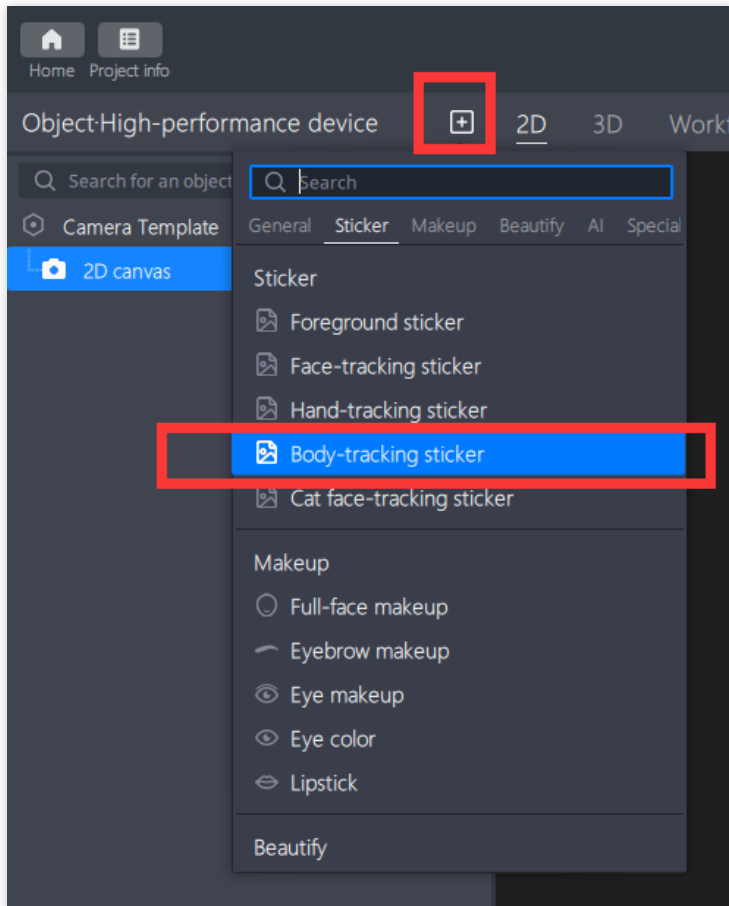 Home Project info
Object·High-performance device 2D 3D Workf
Search for an object
Search
Camera Template
General Sticker Makeup Beautify AI Special
2D canvas
Sticker
Foreground sticker
Face-tracking sticker
Hand-tracking sticker
Body-tracking sticker
Cat face-tracking sticker
Makeup
Full-face makeup
Eyebrow makeup
Eye makeup
Eye color
Lipstick
Beautify